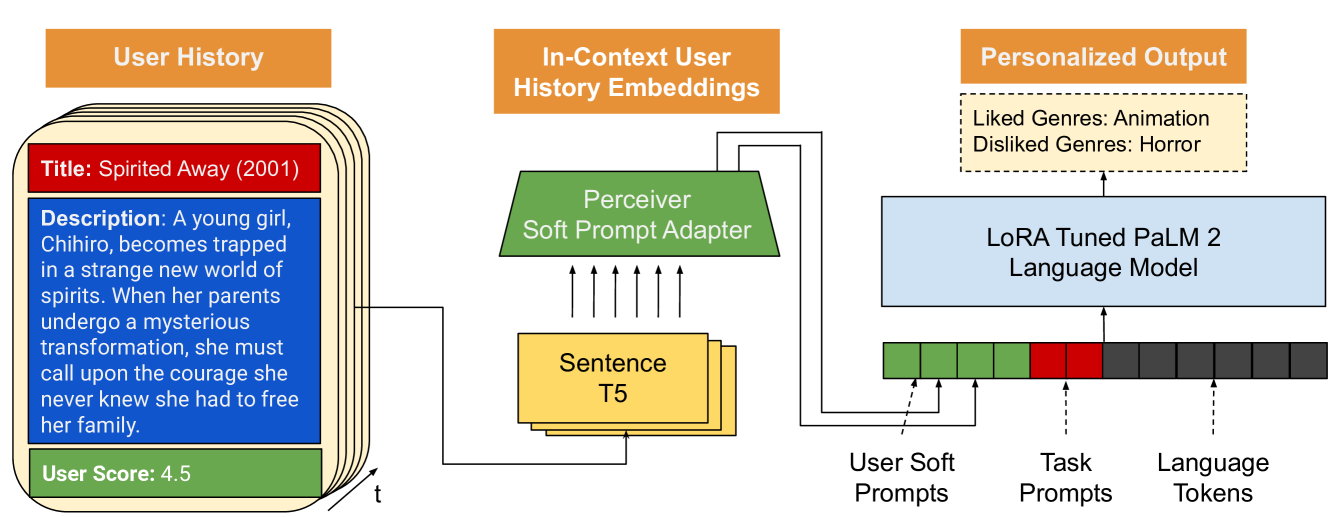 User History
Title: Spirited Away (2001)
Description: A young girl,
Chihiro, becomes trapped
in a strange new world of
spirits. When her parents
undergo a mysterious
transformation, she must
call upon the courage she
never knew she had to free
her family.
User Score: 4.5
t
In-Context User
History Embeddings
Perceiver
Soft Prompt Adapter
Sentence
T5
Personalized Output
Liked Genres: Animation
Disliked Genres: Horror
LoRA Tuned PaLM 2
Language Model
User Soft
Prompts
Task
Prompts
Language
Tokens